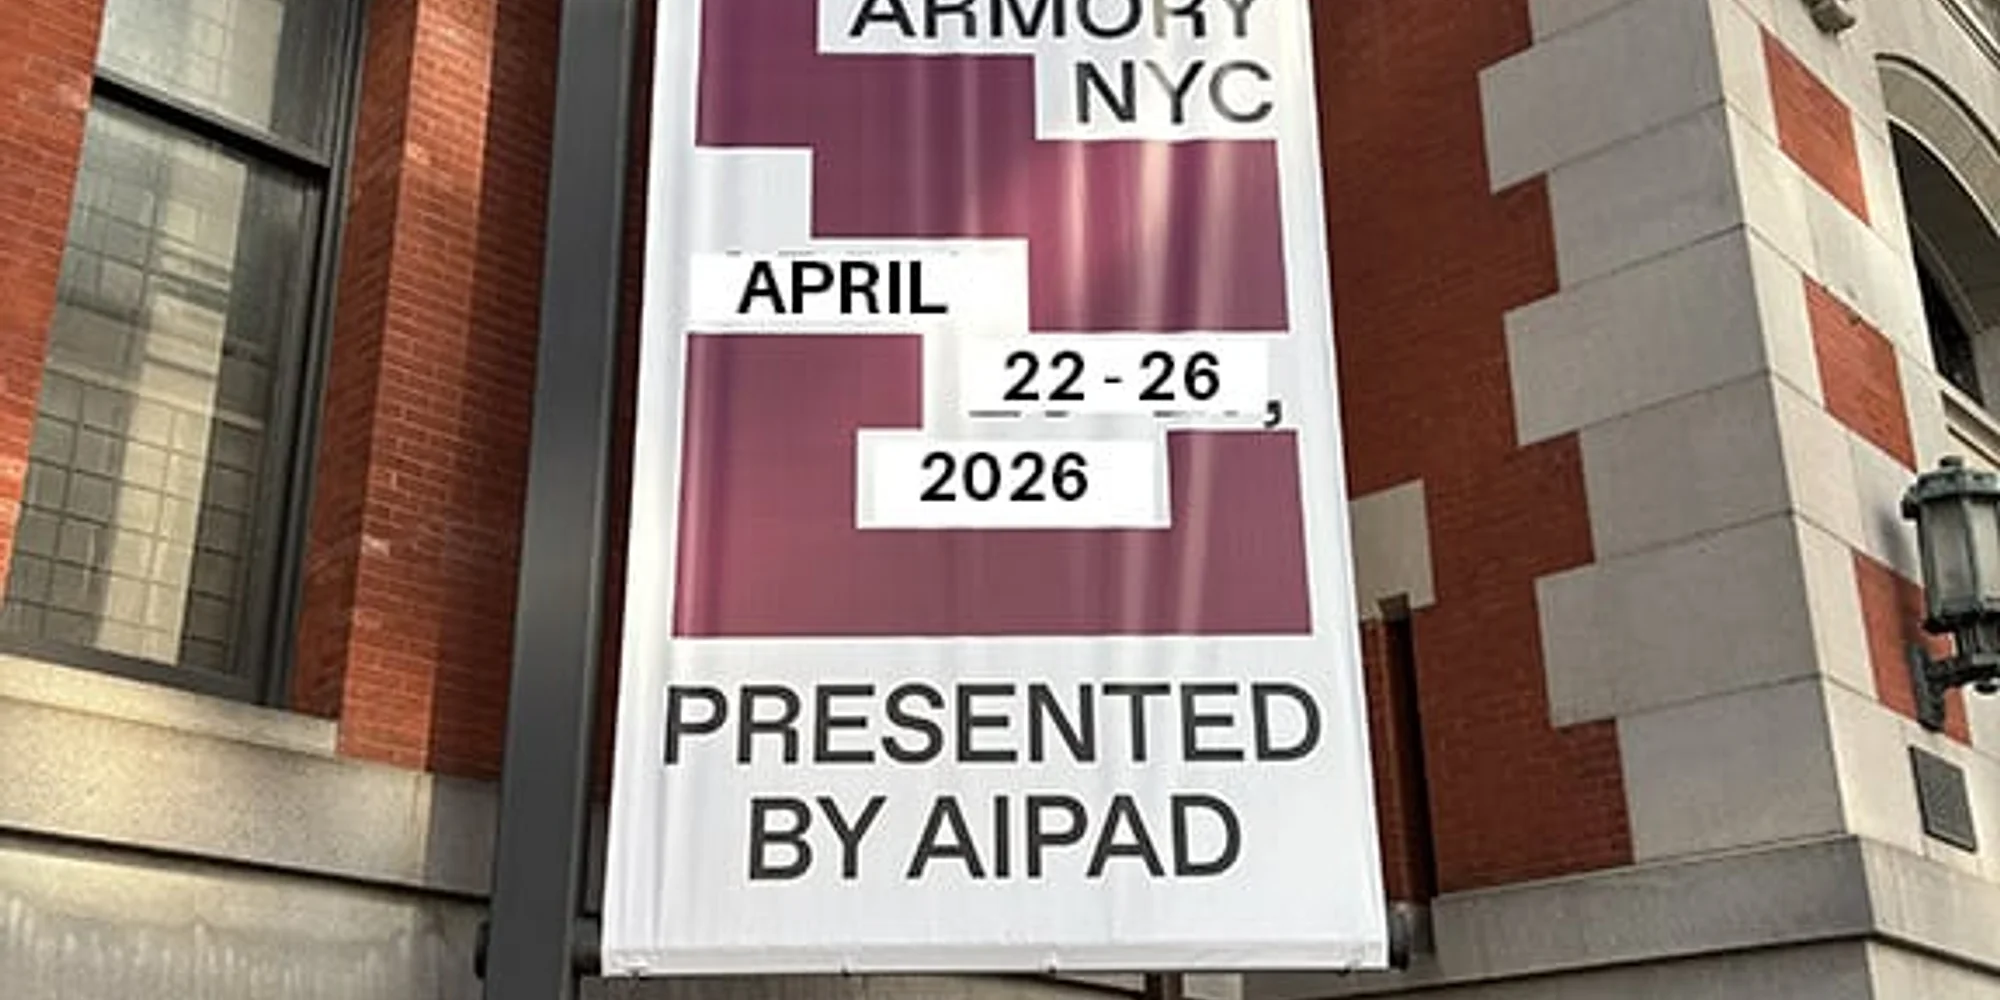 ARMORY
NYC
APRIL
22 - 26,
2026
PRESENTED
BY AIPAD